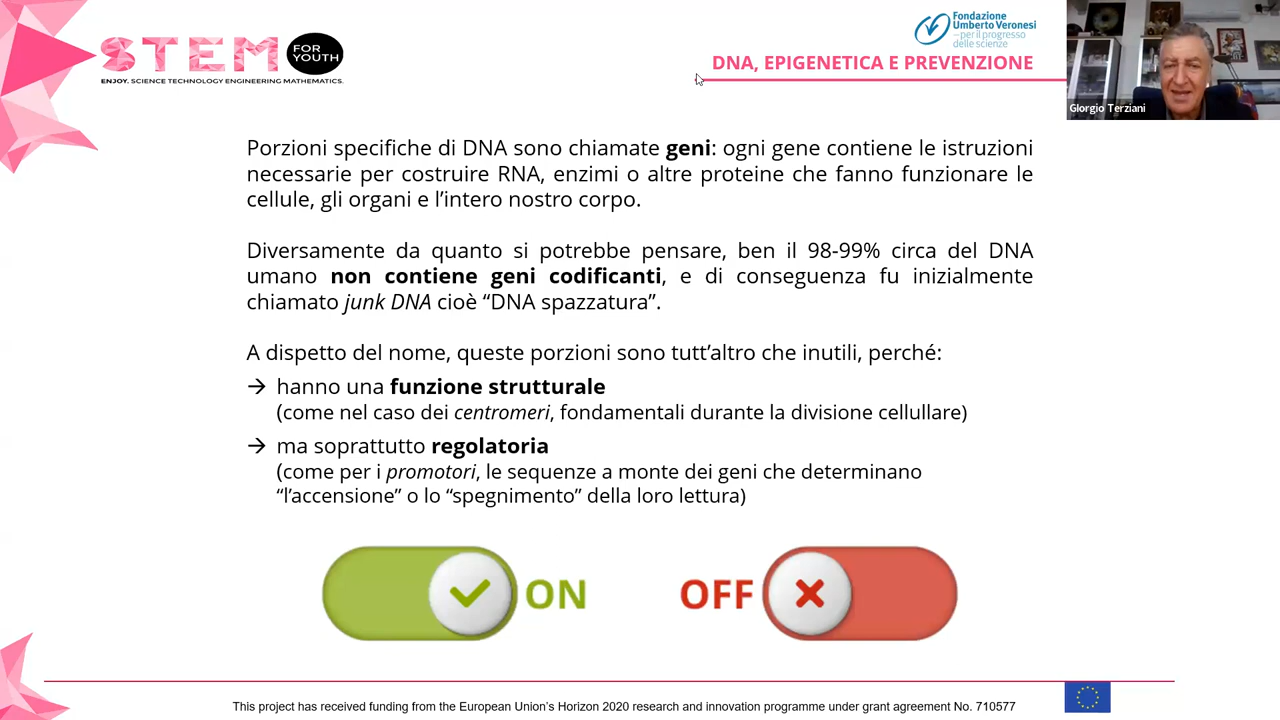 STEM
FOR
YOUTH
ENJOY. SCIENCE TECHNOLOGY ENGINEERING MATHEMATICS.
Fondazione
Umberto Veronesi
–per il progresso
delle scienze
DNA, EPIGENETICA E PREVENZIONE
GIorgio Terziani
Porzioni specifiche di DNA sono chiamate geni: ogni gene contiene le istruzioni
necessarie per costruire RNA, enzimi o altre proteine che fanno funzionare le
cellule, gli organi e l’intero nostro corpo.
Diversamente da quanto si potrebbe pensare, ben il 98-99% circa del DNA
umano non contiene geni codificanti, e di conseguenza fu inizialmente
chiamato junk DNA cioè “DNA spazzatura”.
A dispetto del nome, queste porzioni sono tutt’altro che inutili, perché:
→ hanno una funzione strutturale
(come nel caso dei centromeri, fondamentali durante la divisione cellullare)
→ ma soprattutto regolatoria
(come per i promotori, le sequenze a monte dei geni che determinano
“l’accensione” o lo “spegnimento” della loro lettura)
ON
OFF
This project has received funding from the European Union’s Horizon 2020 research and innovation programme under grant agreement No. 710577